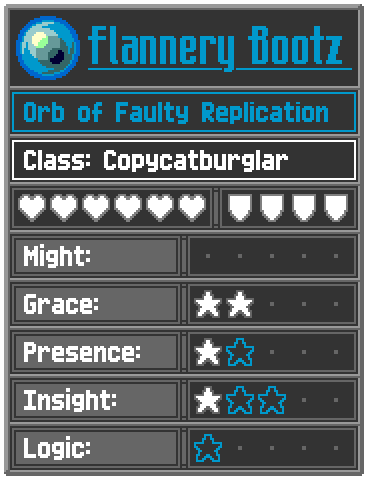 Flannery Bootz
Orb of Faulty Replication
Class: Copycatburglar
Might:
Grace:
Presence:
Insight:
Logic: